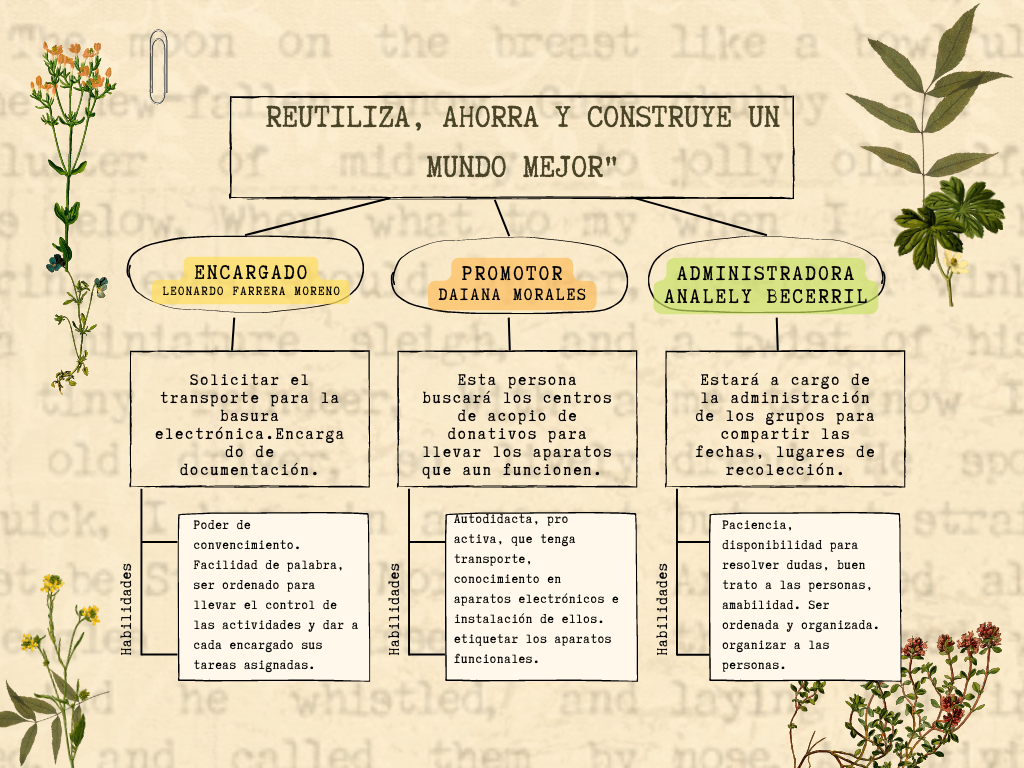 REUTILIZA, AHORRA Y CONSTRUYE UN
MUNDO MEJOR"
ENCARGADO
LEONARDO FARRERA MORENO
PROMOTOR
DAIANA MORALES
ADMINISTRADORA
ANALELY BECERRIL
Solicitar el
transporte para la
basura
electrónica.Encarga
do de
documentación.
Esta persona
buscará los centros
de acopio de
donativos para
llevar los aparatos
que aun funcionen.
Estará a cargo de
la administración
de los grupos para
compartir las
fechas, lugares de
recolección.
Habilidades
Poder de
convencimiento.
Facilidad de palabra,
ser ordenado para
llevar el control de
las actividades y dar a
cada encargado sus
tareas asignadas.
Habilidades
Autodidacta, pro
activa, que tenga
transporte,
conocimiento en
aparatos electrónicos e
instalación de ellos.
etiquetar los aparatos
funcionales.
Habilidades
Paciencia,
disponibilidad para
resolver dudas, buen
trato a las personas,
amabilidad. Ser
ordenada y organizada.
organizar a las
personas.